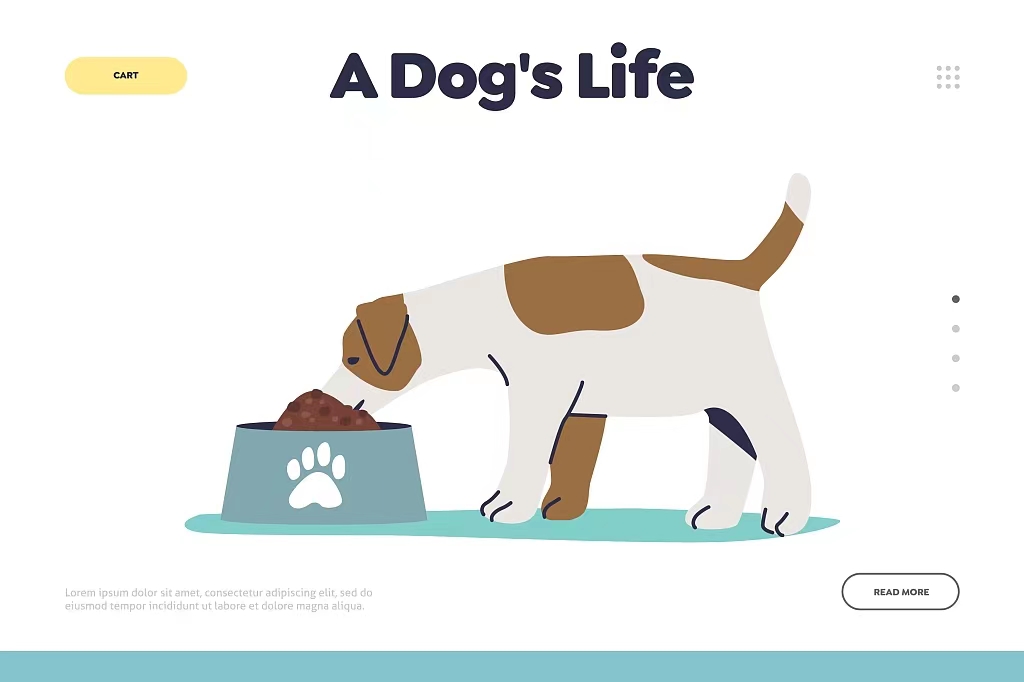 CART
A Dog's Life
Lorem ipsum dolor sit amet, consectetur adipiscing elit, sed do
eiusmod tempor incididunt ut labore et dolore magna aliqua.
READ MORE